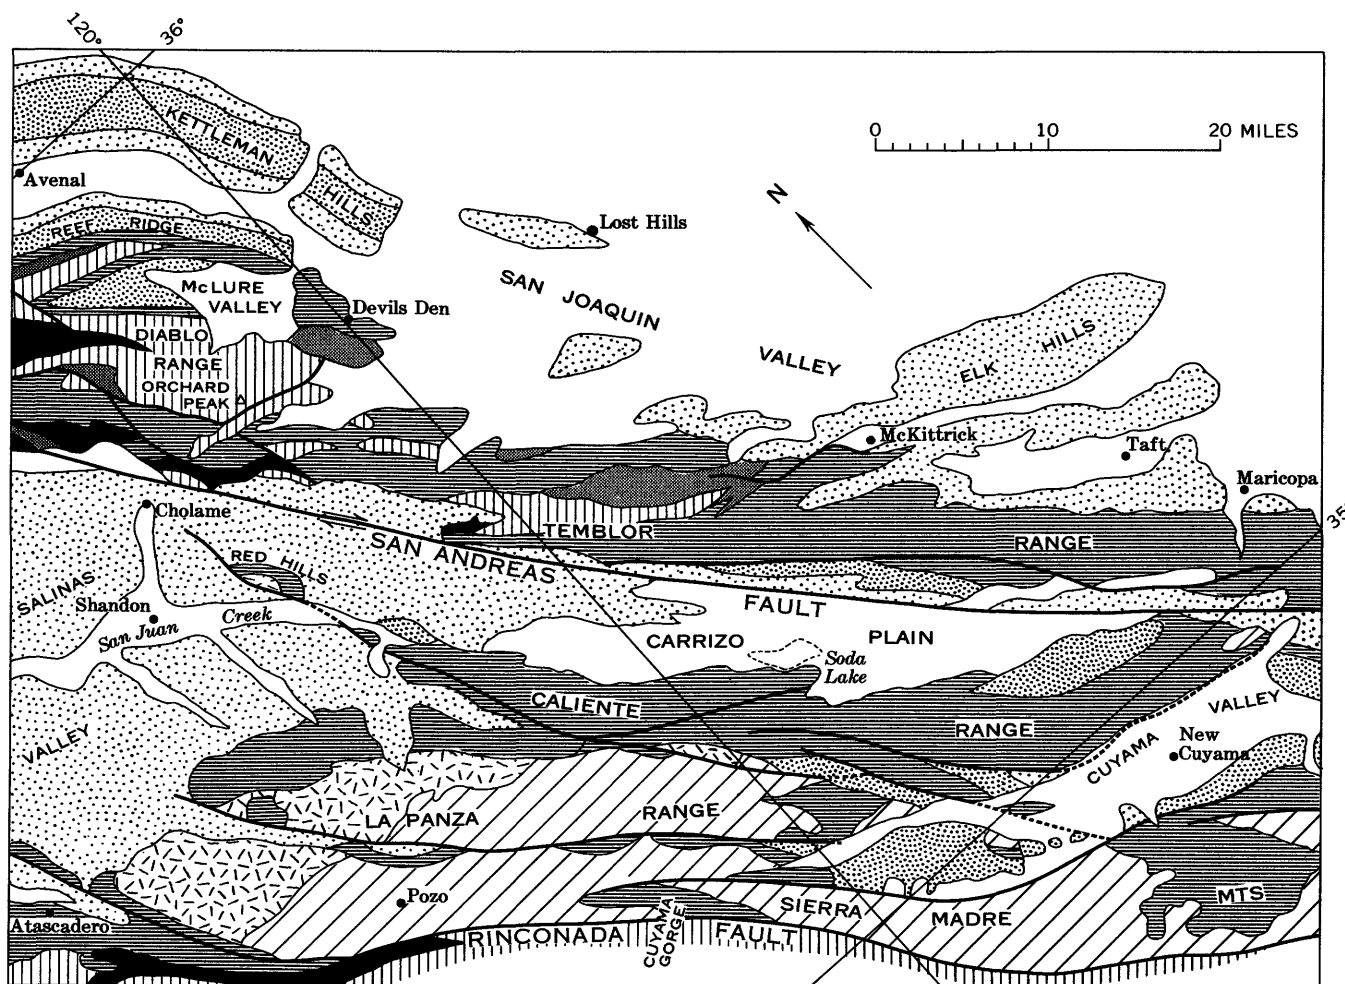 120°
36°
KETTLEMAN
HILLS
0 10 20 MILES
Avenal
N
Lost Hills
REEF RIDGE
SAN JOAQUIN
VALLEY
McLURE
VALLEY
Devils Den
DIABLO
RANGE
ORCHARD
PEAK
ELK HILLS
McKittrick
Taft
Maricopa
35
Cholame
TEMBLOR RANGE
SAN ANDREAS
FAULT
RED HILLS
SALINAS
VALLEY
Shandon
San Juan Creek
CARRIZO PLAIN
Soda
Lake
CALIENTE
RANGE
CUYAMA VALLEY
New
Cuyama
LA PANZA
RANGE
Pozo
SIERRA
MADRE
MTS
Atascadero
RINCONADA
FAULT
CUYAMA
GORGE